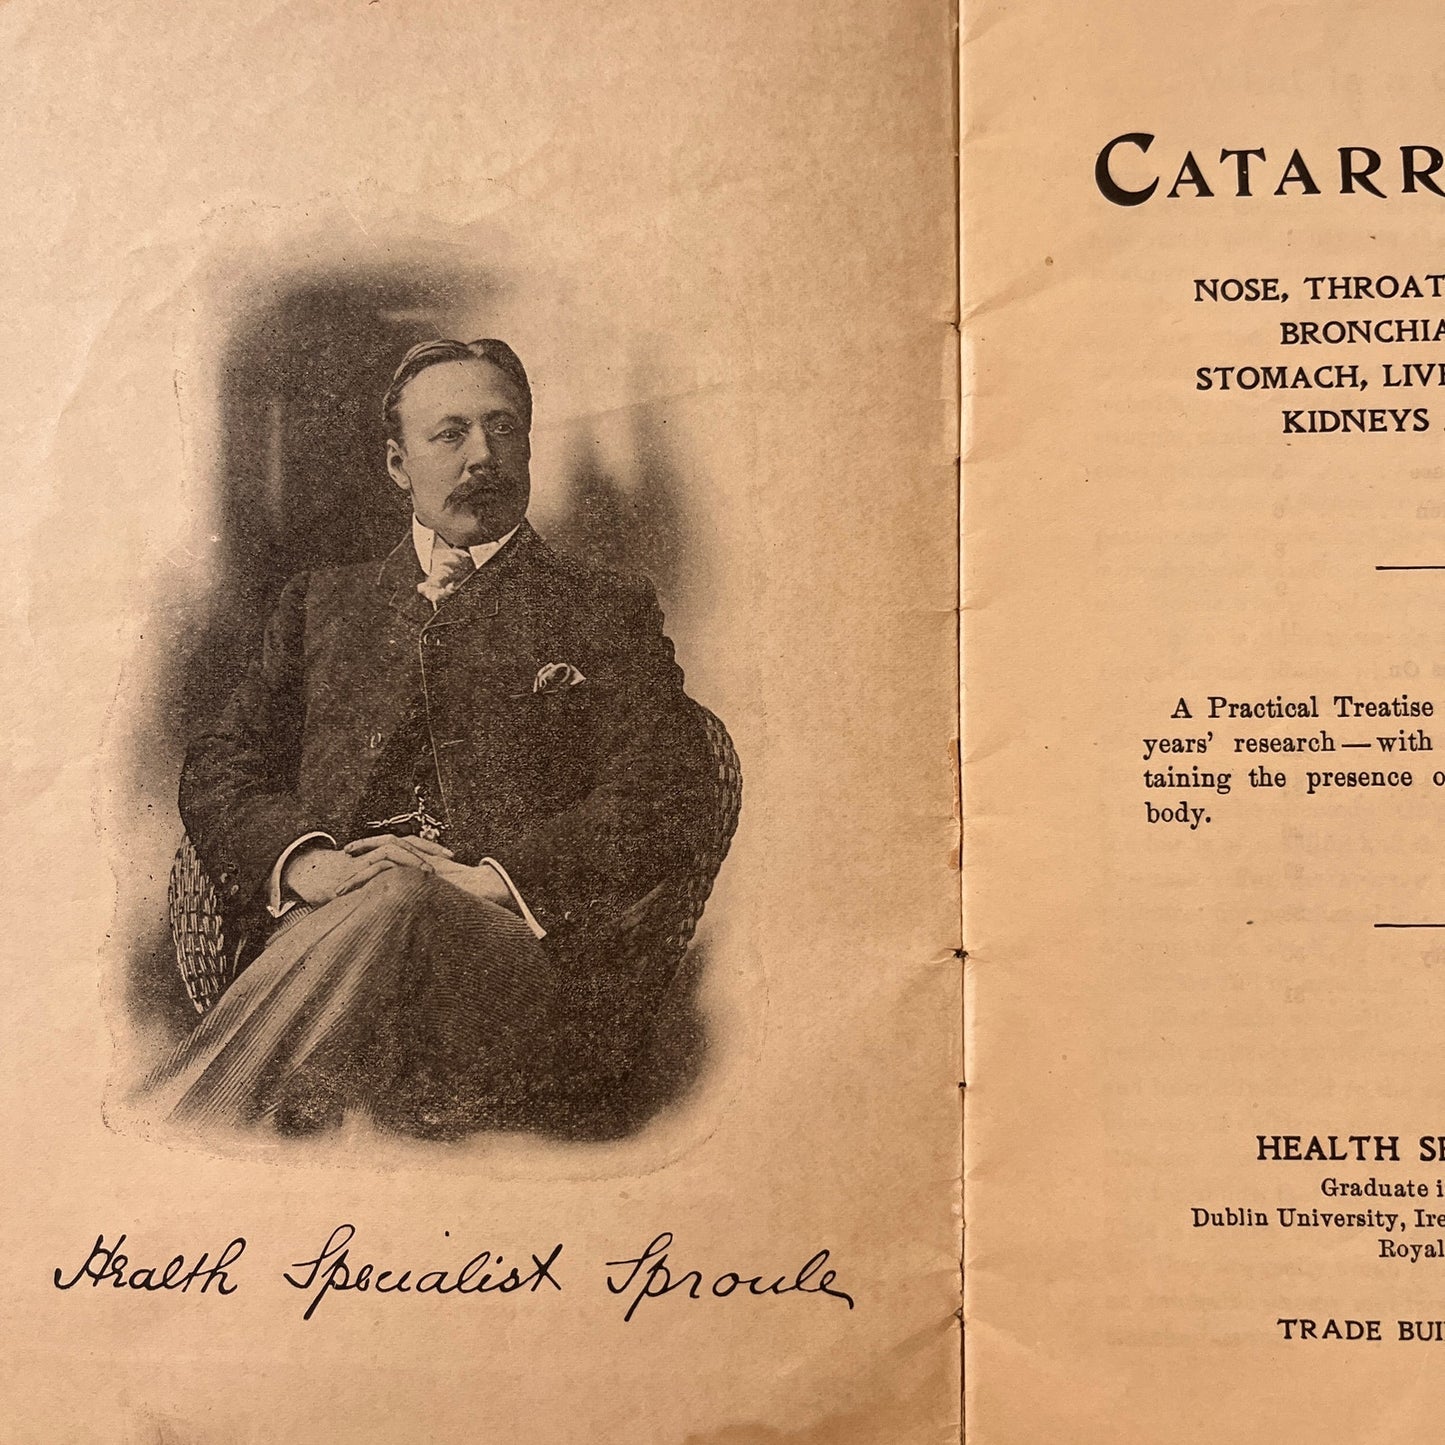 Health Specialist Sproule
CATARR
NOSE, THROAT
BRONCHIA
STOMACH, LIVE
KIDNEYS
A Practical Treatise
years' research—with
taining the presence o
body.
HEALTH SP
Graduate i
Dublin University, Ire
Royal
TRADE BUI